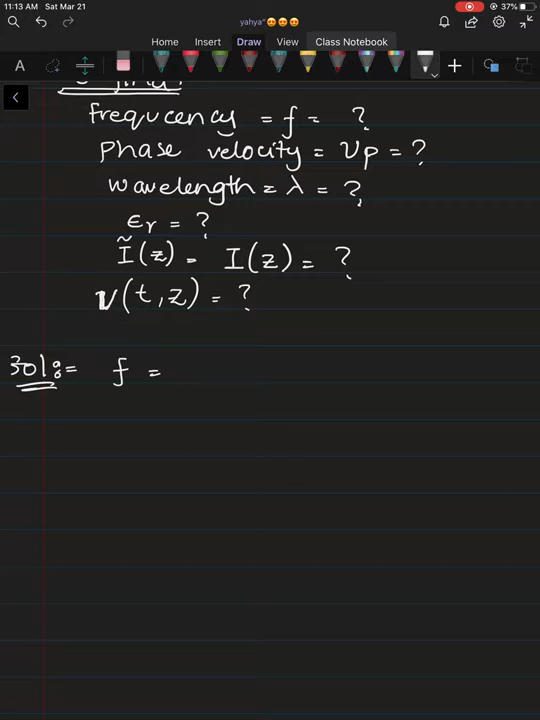 11:13 AM Sat Mar 21
37%
yahya"😍😍😍
Home Insert Draw View Class Notebook
A
frequcency = f = ?
phase velocity = Vp = ?
wavelength = λ = ?
εr = ?
Ĩ(z) = I(z) = ?
v(t,z) = ?
Sol:= f =